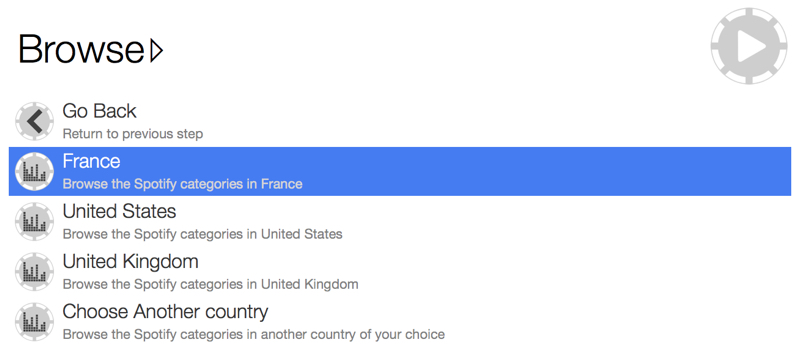 Browse
Go Back
Return to previous step
France
Browse the Spotify categories in France
United States
Browse the Spotify categories in United States
United Kingdom
Browse the Spotify categories in United Kingdom
Choose Another country
Browse the Spotify categories in another country of your choice